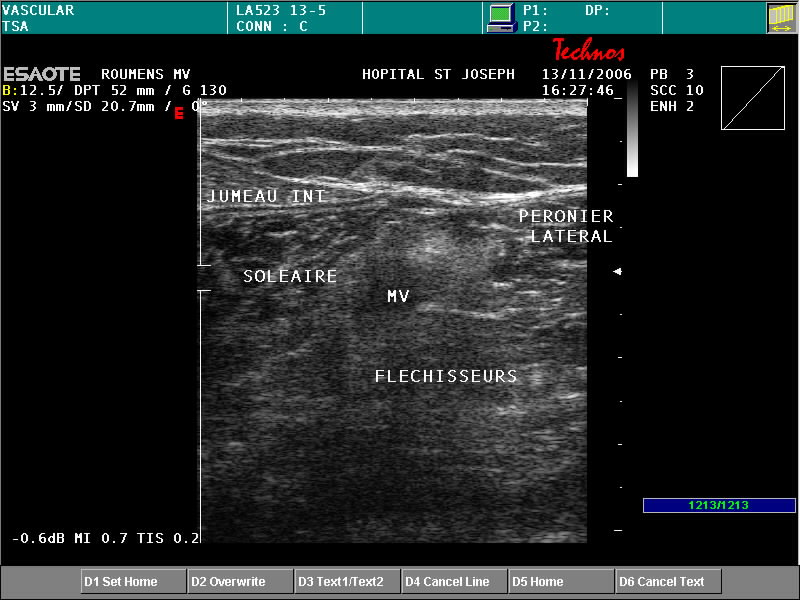 VASCULAR
TSA
LA523 13-5
CONN : C
P1: DP:
P2:
Technos
ESAOTE ROUMENS MV HOPITAL ST JOSEPH 13/11/2006 PB 3
B:12.5/ DPT 52 mm / G 130 16:27:46 SCC 10
SV 3 mm/SD 20.7mm / 0° ENH 2
E
JUMEAU INT
PERONIER
LATERAL
SOLEAIRE
MV
FLECHISSEURS
1213/1213
-0.6dB MI 0.7 TIS 0.2
D1 Set Home D2 Overwrite D3 Text1/Text2 D4 Cancel Line D5 Home D6 Cancel Text